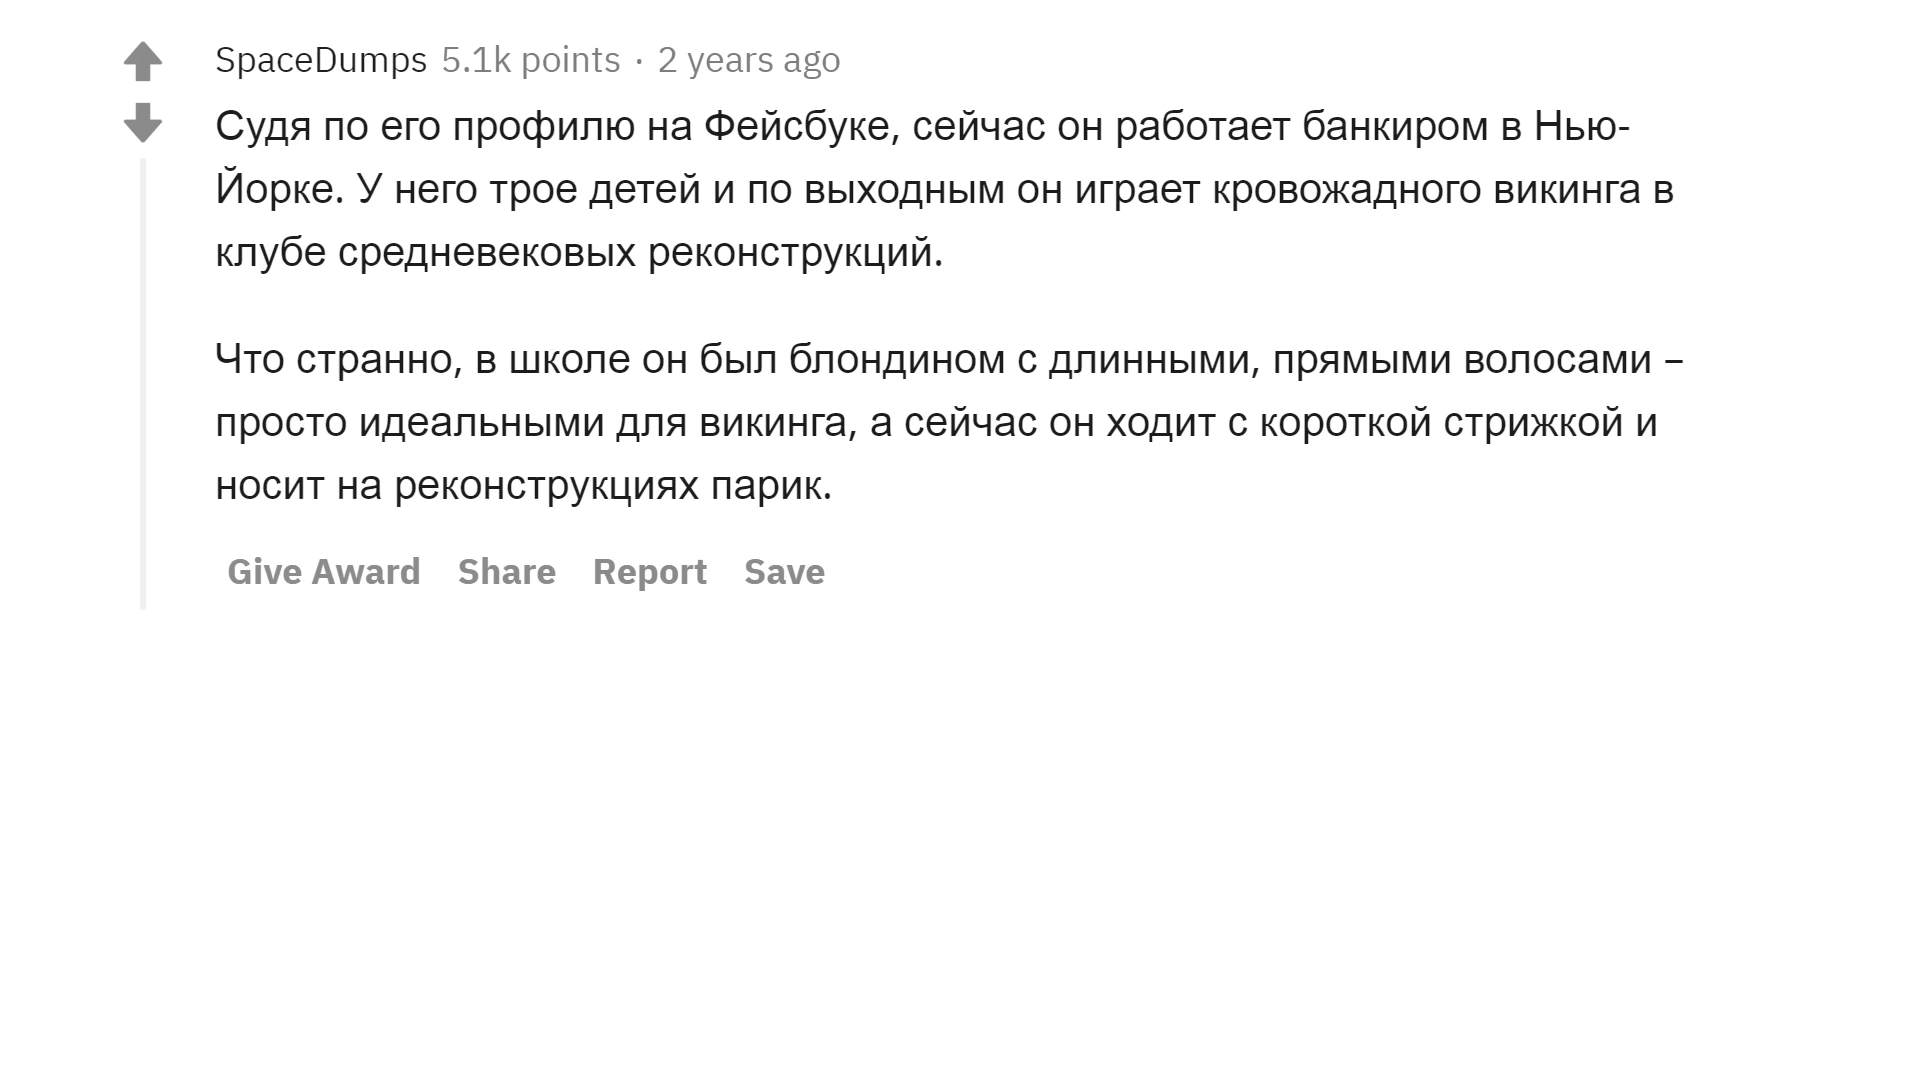 SpaceDumps 5.1k points · 2 years ago
Судя по его профилю на Фейсбуке, сейчас он работает банкиром в Нью-
Йорке. У него трое детей и по выходным он играет кровожадного викинга в
клубе средневековых реконструкций.
Что странно, в школе он был блондином с длинными, прямыми волосами –
просто идеальными для викинга, а сейчас он ходит с короткой стрижкой и
носит на реконструкциях парик.
Give Award Share Report Save